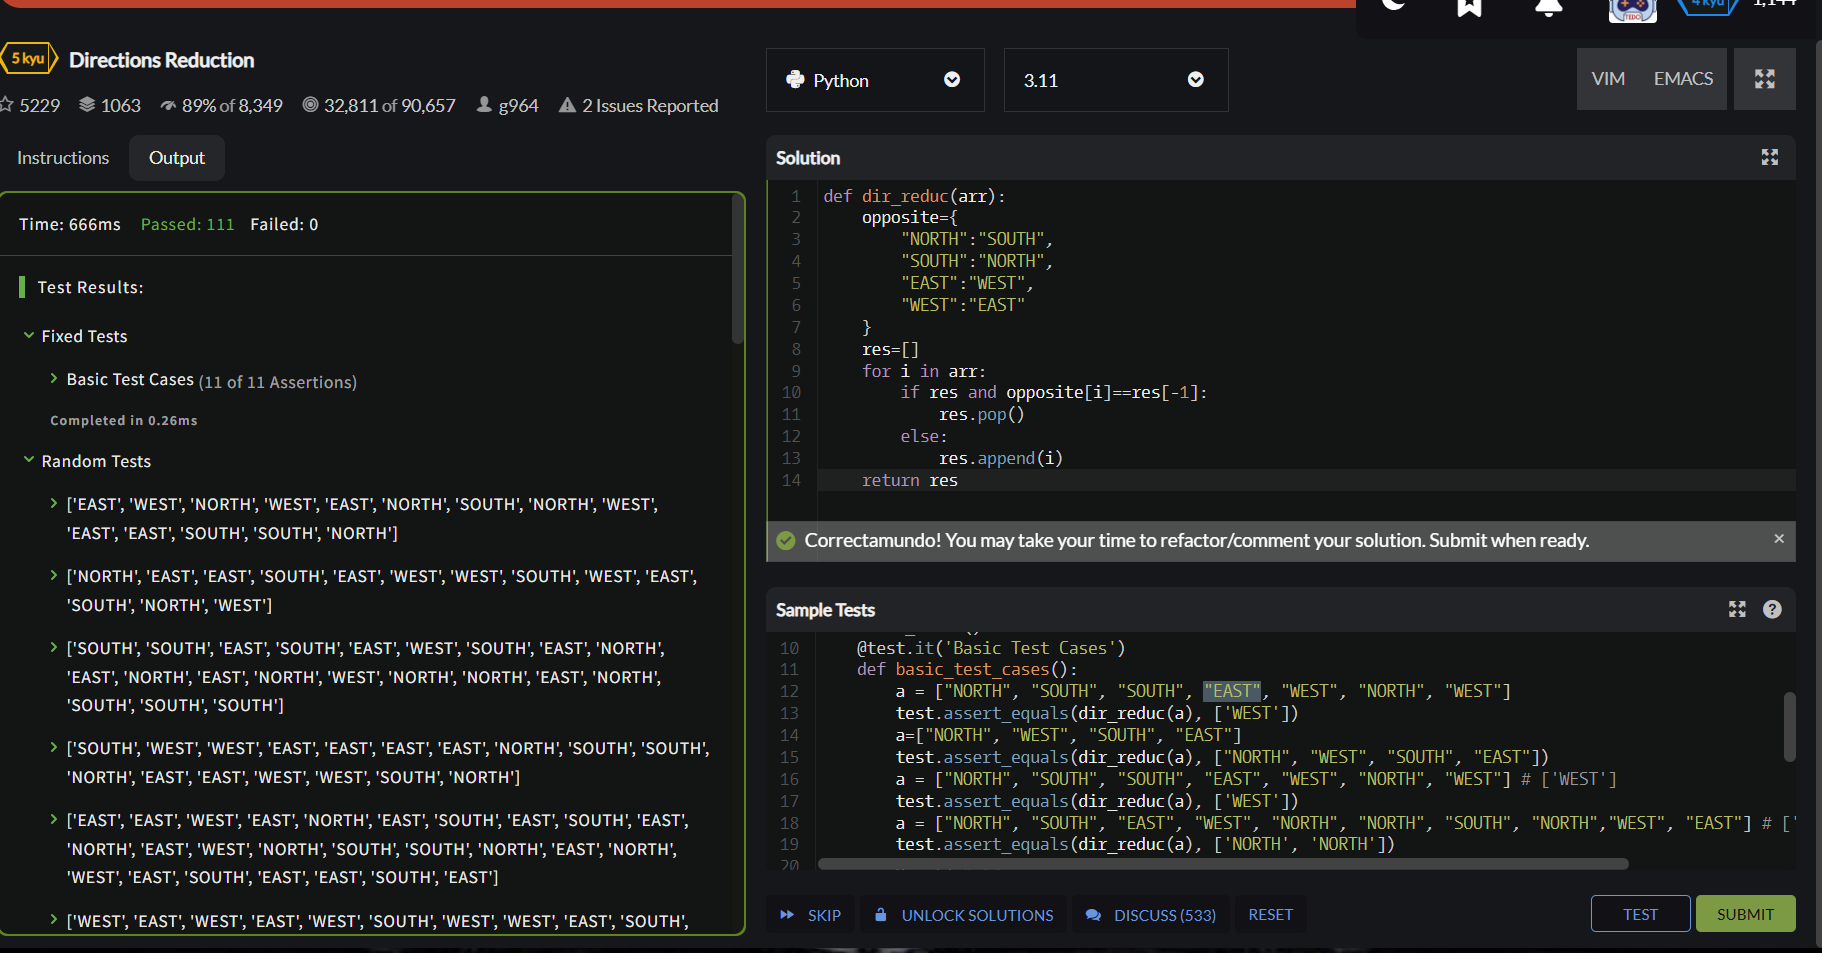 4 kyu
5 kyu Directions Reduction
5229 1063 89% of 8,349 32,811 of 90,657 g964 2 Issues Reported
Python
3.11
VIM EMACS
Instructions Output
Time: 666ms Passed: 111 Failed: 0
Test Results:
Fixed Tests
Basic Test Cases (11 of 11 Assertions)
Completed in 0.26ms
Random Tests
['EAST', 'WEST', 'NORTH', 'WEST', 'EAST', 'NORTH', 'SOUTH', 'NORTH', 'WEST',
'EAST', 'EAST', 'SOUTH', 'SOUTH', 'NORTH']
['NORTH', 'EAST', 'EAST', 'SOUTH', 'EAST', 'WEST', 'WEST', 'SOUTH', 'WEST', 'EAST',
'SOUTH', 'NORTH', 'WEST']
['SOUTH', 'SOUTH', 'EAST', 'SOUTH', 'EAST', 'WEST', 'SOUTH', 'EAST', 'NORTH',
'EAST', 'NORTH', 'EAST', 'NORTH', 'WEST', 'NORTH', 'NORTH', 'EAST', 'NORTH',
'SOUTH', 'SOUTH', 'SOUTH']
['SOUTH', 'WEST', 'WEST', 'EAST', 'EAST', 'EAST', 'EAST', 'NORTH', 'SOUTH', 'SOUTH',
'NORTH', 'EAST', 'EAST', 'WEST', 'WEST', 'SOUTH', 'NORTH']
['EAST', 'EAST', 'WEST', 'EAST', 'NORTH', 'EAST', 'SOUTH', 'EAST', 'SOUTH', 'EAST',
'NORTH', 'EAST', 'WEST', 'NORTH', 'SOUTH', 'SOUTH', 'NORTH', 'EAST', 'NORTH',
'WEST', 'EAST', 'SOUTH', 'EAST', 'EAST', 'SOUTH', 'EAST']
['WEST', 'EAST', 'WEST', 'EAST', 'WEST', 'SOUTH', 'WEST', 'WEST', 'EAST', 'SOUTH',
Solution
1 def dir_reduc(arr):
2 opposite={
3 "NORTH":"SOUTH",
4 "SOUTH":"NORTH",
5 "EAST":"WEST",
6 "WEST":"EAST"
7 }
8 res=[]
9 for i in arr:
10 if res and opposite[i]==res[-1]:
11 res.pop()
12 else:
13 res.append(i)
14 return res
Correctamundo! You may take your time to refactor/comment your solution. Submit when ready.
Sample Tests
10 @test.it('Basic Test Cases')
11 def basic_test_cases():
12 a = ["NORTH", "SOUTH", "SOUTH", "EAST", "WEST", "NORTH", "WEST"]
13 test.assert_equals(dir_reduc(a), ['WEST'])
14 a=["NORTH", "WEST", "SOUTH", "EAST"]
15 test.assert_equals(dir_reduc(a), ["NORTH", "WEST", "SOUTH", "EAST"])
16 a = ["NORTH", "SOUTH", "SOUTH", "EAST", "WEST", "NORTH", "WEST"] # ['WEST']
17 test.assert_equals(dir_reduc(a), ['WEST'])
18 a = ["NORTH", "SOUTH", "EAST", "WEST", "NORTH", "NORTH", "SOUTH", "NORTH","WEST", "EAST"] # ['
19 test.assert_equals(dir_reduc(a), ['NORTH', 'NORTH'])
20
SKIP UNLOCK SOLUTIONS DISCUSS (533) RESET TEST SUBMIT